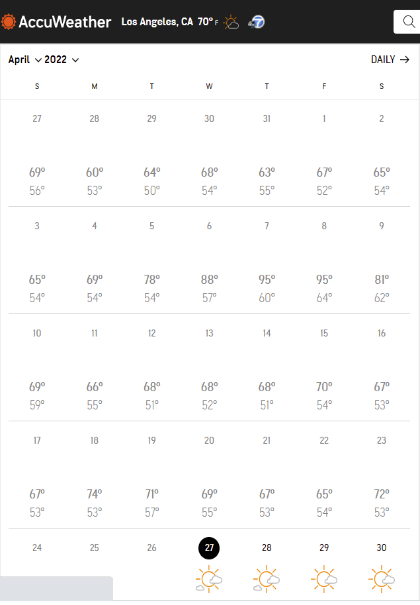 AccuWeather Los Angeles, CA 70° F 7
April 2022 DAILY
S M T W T F S
27 28 29 30 31 1 2
69° 60° 64° 68° 63° 67° 65°
56° 53° 50° 54° 55° 52° 54°
3 4 5 6 7 8 9
65° 69° 78° 88° 95° 95° 81°
54° 54° 54° 57° 60° 64° 62°
10 11 12 13 14 15 16
69° 66° 68° 68° 68° 70° 67°
59° 55° 51° 52° 51° 54° 53°
17 18 19 20 21 22 23
67° 74° 71° 69° 67° 65° 72°
53° 53° 57° 55° 53° 54° 53°
24 25 26 27 28 29 30